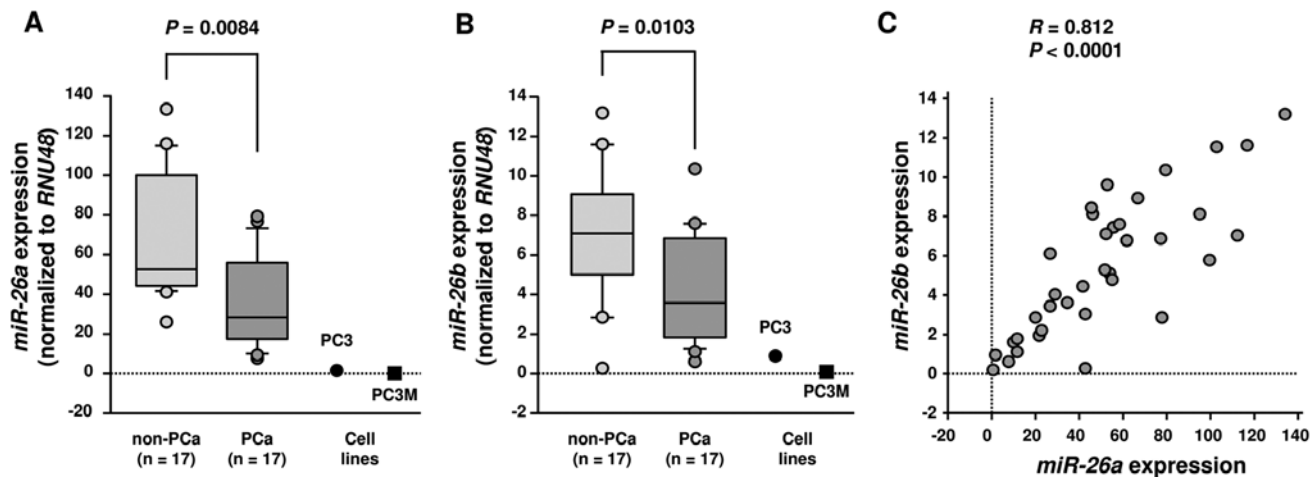 A
P = 0.0084
miR-26a expression
(normalized to RNU48)
140
120
100
80
60
40
20
0
-20
PC3
PC3M
non-PCa
(n = 17)
PCa
(n = 17)
Cell
lines
B
P = 0.0103
miR-26b expression
(normalized to RNU48)
14
12
10
8
6
4
2
0
-2
PC3
PC3M
non-PCa
(n = 17)
PCa
(n = 17)
Cell
lines
C
R = 0.812
P < 0.0001
miR-26b expression
14
12
10
8
6
4
2
0
-2
-20 0 20 40 60 80 100 120 140
miR-26a expression